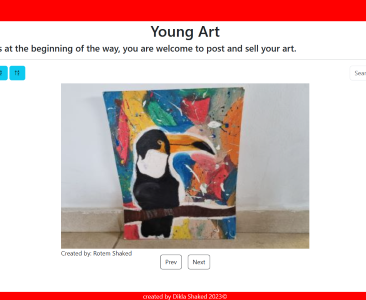 Young Art
s at the beginning of the way, you are welcome to post and sell your art.
Sear
Created by: Rotem Shaked
Prev
Next
created by Dikla Shaked 2023©